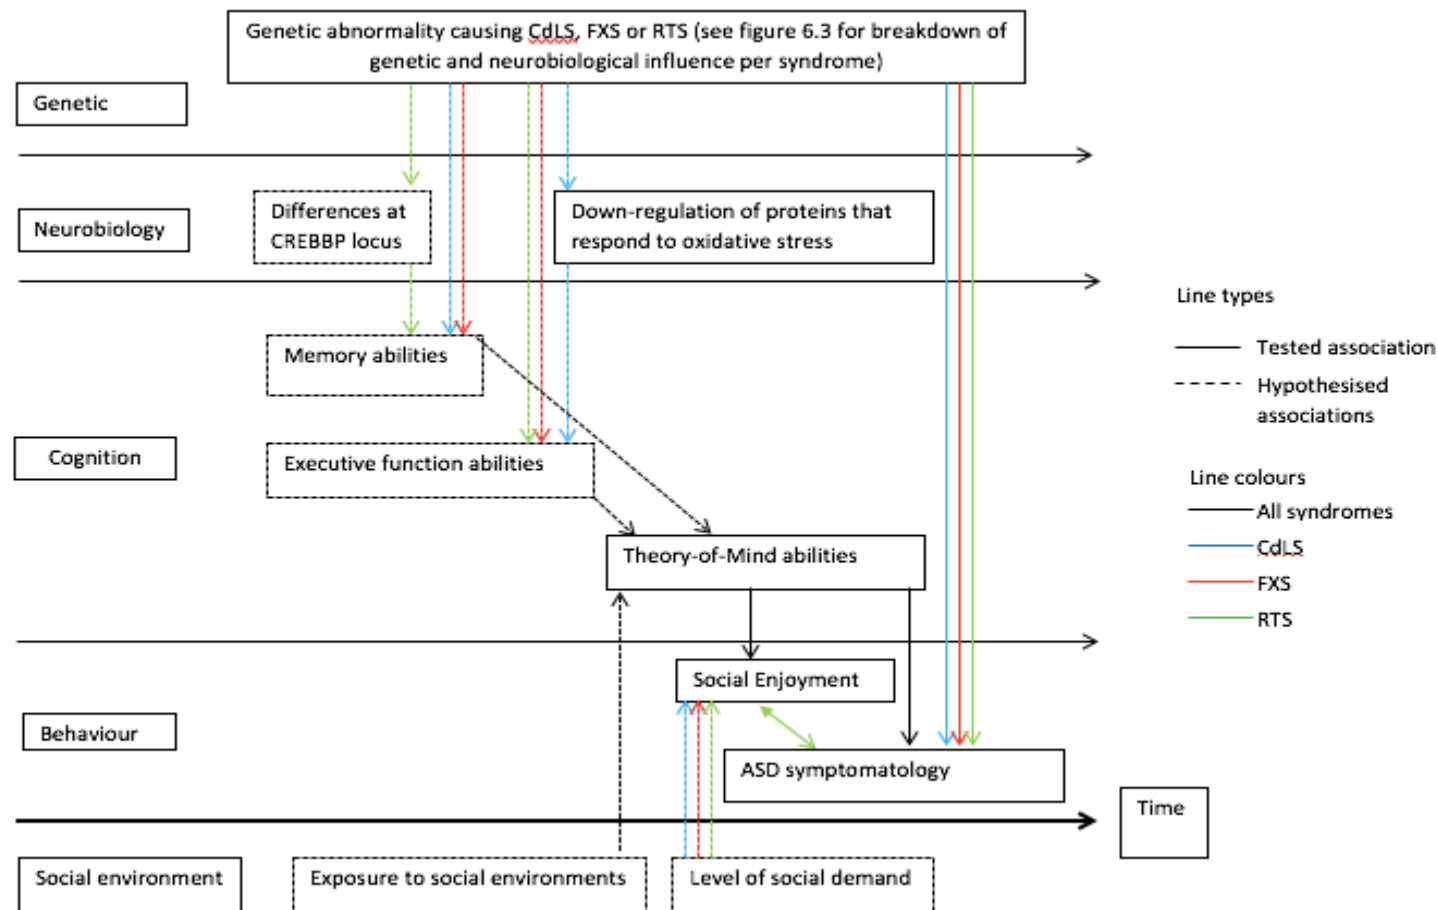 Genetic abnormality causing CdLS, FXS or RTS (see figure 6.3 for breakdown of
genetic and neurobiological influence per syndrome)
Genetic
Neurobiology
Differences at
CREBBP locus
Down-regulation of proteins that
respond to oxidative stress
Line types
Tested association
Hypothesised
associations
Memory abilities
Cognition
Executive function abilities
Line colours
All syndromes
CdLS
FXS
RTS
Theory-of-Mind abilities
Social Enjoyment
Behaviour
ASD symptomatology
Time
Social environment
Exposure to social environments
Level of social demand